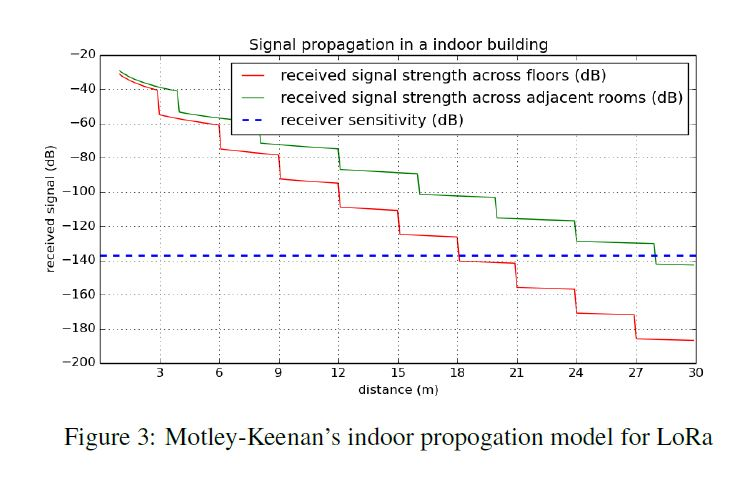 Signal propagation in a indoor building
−20
−40
−60
−80
−100
−120
−140
−160
−180
−200
received signal (dB)
received signal strength across floors (dB)
received signal strength across adjacent rooms (dB)
receiver sensitivity (dB)
3 6 9 12 15 18 21 24 27 30
distance (m)
Figure 3: Motley-Keenan's indoor propogation model for LoRa